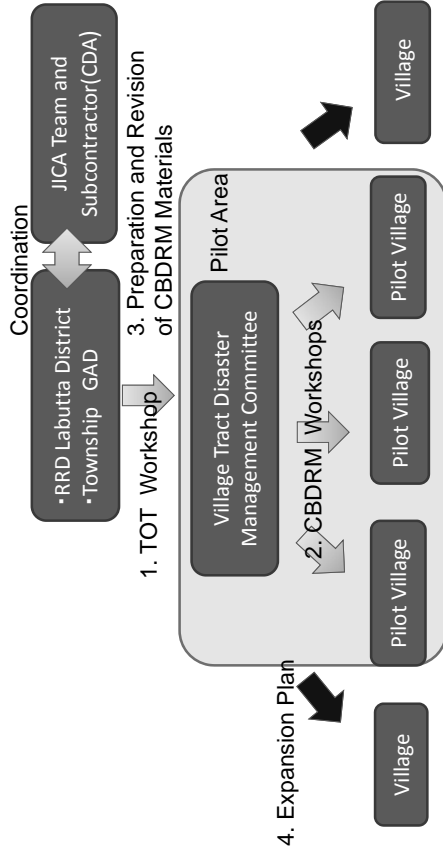 Coordination
・RRD Labutta District
・Township GAD
JICA Team and
Subcontractor(CDA)
1. TOT Workshop
3. Preparation and Revision
of CBDRM Materials
Pilot Area
Village Tract Disaster
Management Committee
2. CBDRM Workshops
4. Expansion Plan
Village
Pilot Village
Pilot Village
Pilot Village
Village